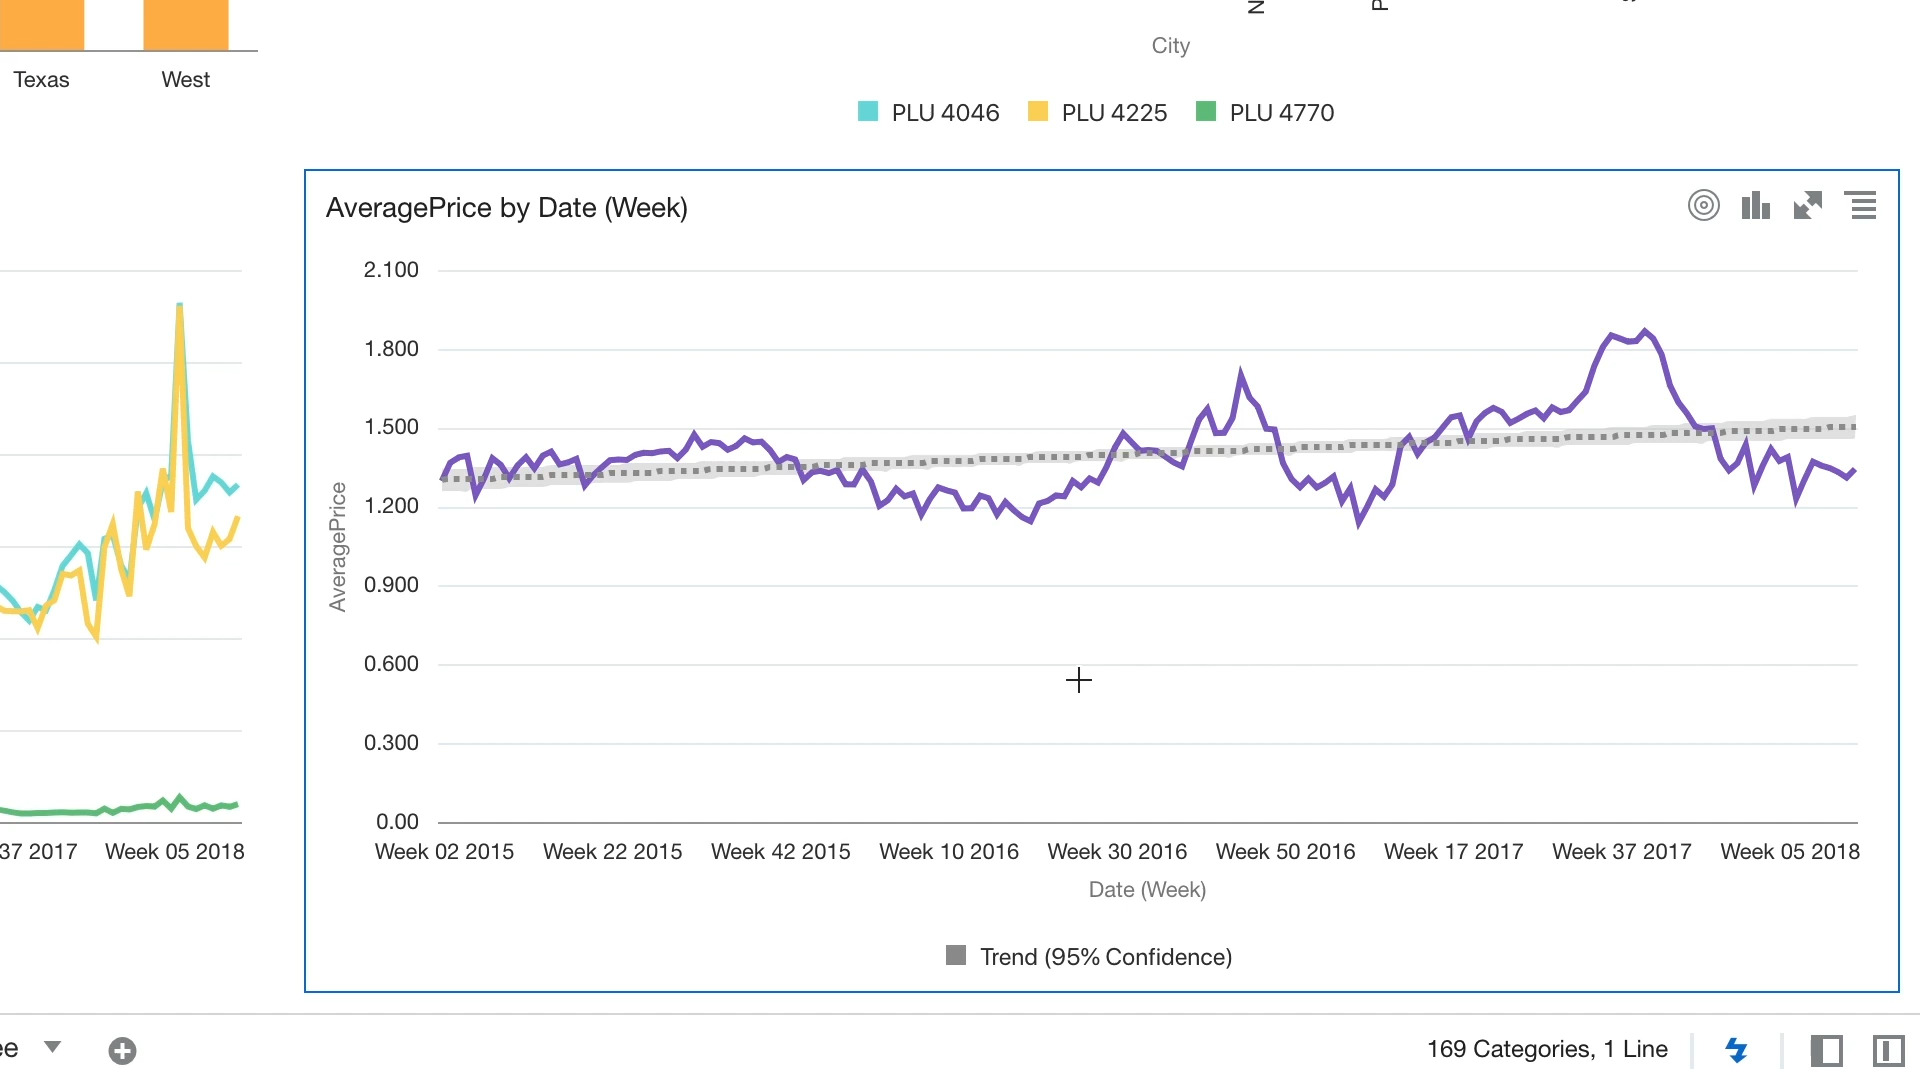 N P
City
Texas West
PLU 4046 PLU 4225 PLU 4770
AveragePrice by Date (Week)
2.100
1.800
1.500
1.200
0.900
0.600
0.300
0.00
AveragePrice
37 2017 Week 05 2018
Week 02 2015 Week 22 2015 Week 42 2015 Week 10 2016 Week 30 2016 Week 50 2016 Week 17 2017 Week 37 2017 Week 05 2018
Date (Week)
Trend (95% Confidence)
ee
169 Categories, 1 Line